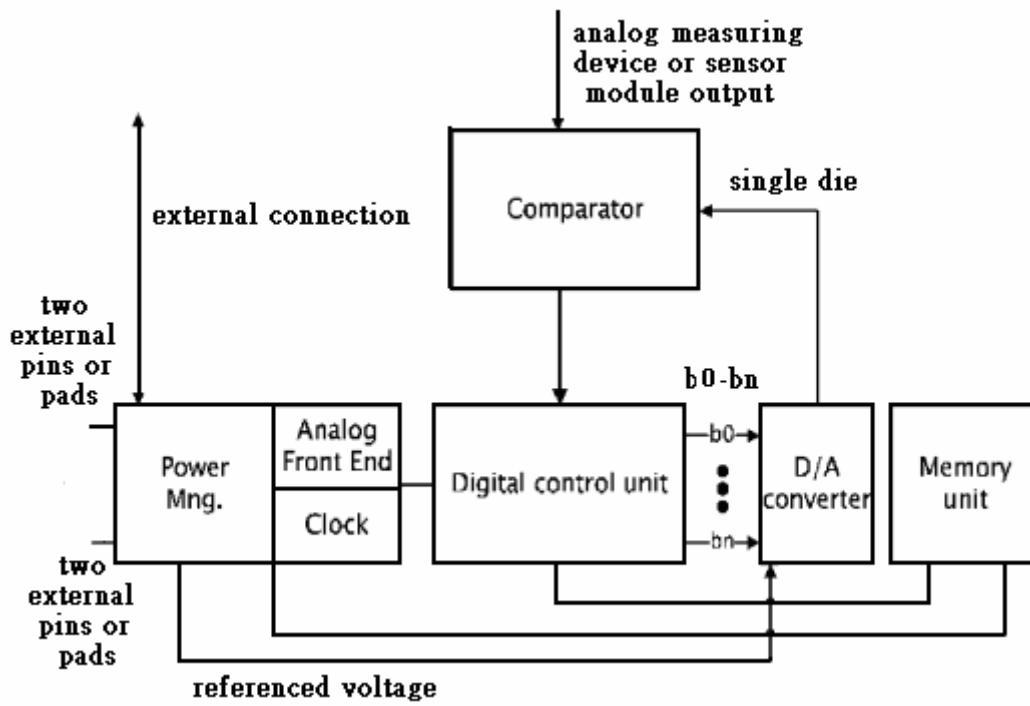 analog measuring
device or sensor
module output
single die
Comparator
external connection
two
external
pins or
pads
b0-bn
Power
Mng.
Analog
Front End
Clock
Digital control unit
b0
bn
D/A
converter
Memory
unit
two
external
pins or
pads
referenced voltage